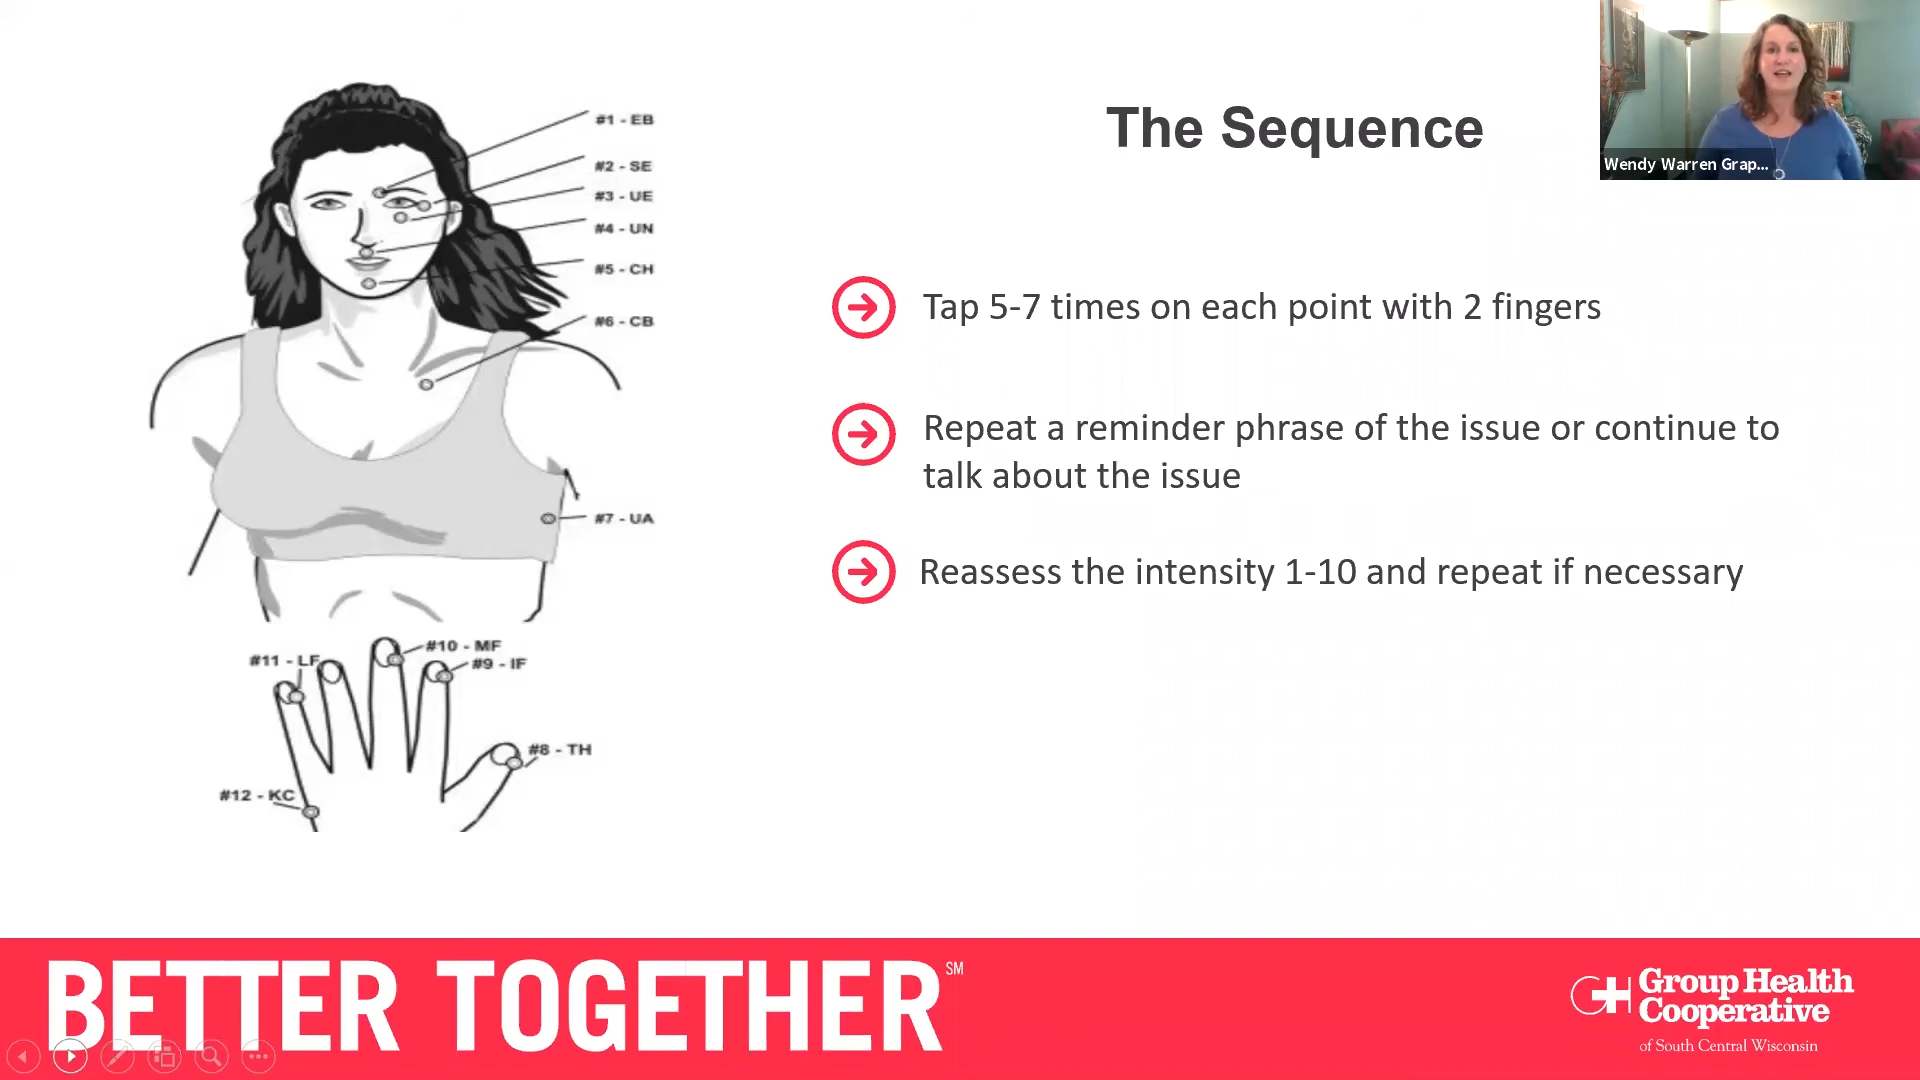 The Sequence
Wendy Warren Grap...
#1 - EB
#2 - SE
#3 - UE
#4 - UN
#5 - CH
#6 - CB
#7 - UA
#10 - MF
#11 - LF
#9 - IF
#8 - TH
#12 - KC
Tap 5-7 times on each point with 2 fingers
Repeat a reminder phrase of the issue or continue to
talk about the issue
Reassess the intensity 1-10 and repeat if necessary
BETTER TOGETHER SM
Group Health
Cooperative
of South Central Wisconsin